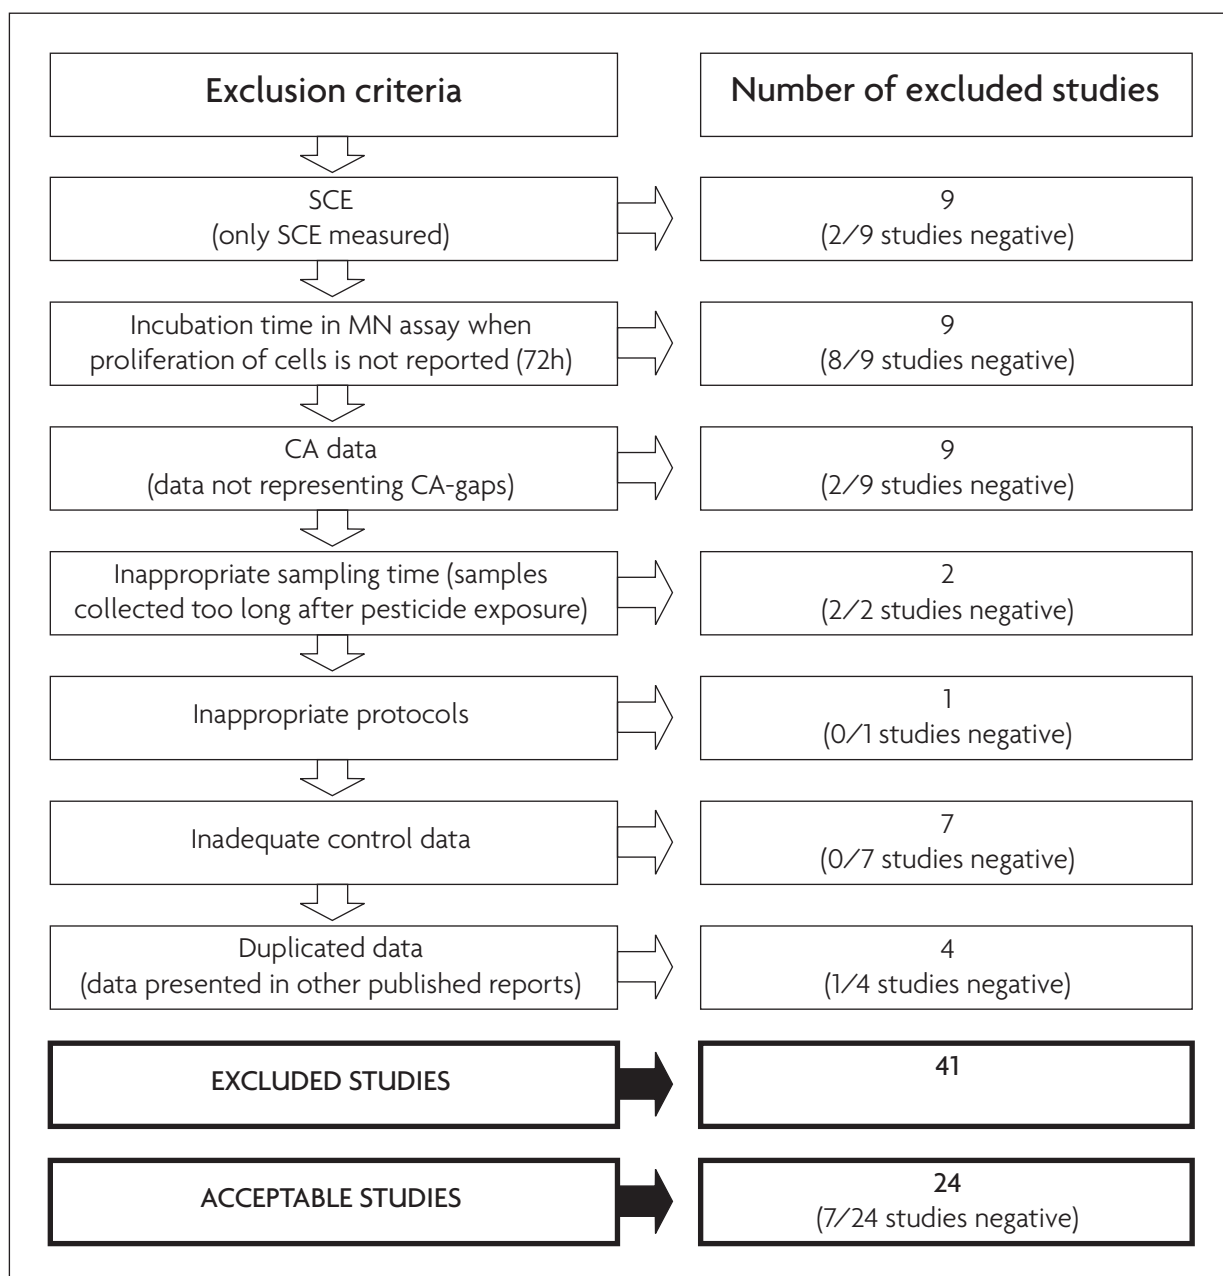 Exclusion criteria
Number of excluded studies
SCE
(only SCE measured)
9
(2/9 studies negative)
Incubation time in MN assay when
proliferation of cells is not reported (72h)
9
(8/9 studies negative)
CA data
(data not representing CA-gaps)
9
(2/9 studies negative)
Inappropriate sampling time (samples
collected too long after pesticide exposure)
2
(2/2 studies negative)
Inappropriate protocols
1
(0/1 studies negative)
Inadequate control data
7
(0/7 studies negative)
Duplicated data
(data presented in other published reports)
4
(1/4 studies negative)
EXCLUDED STUDIES
41
ACCEPTABLE STUDIES
24
(7/24 studies negative)